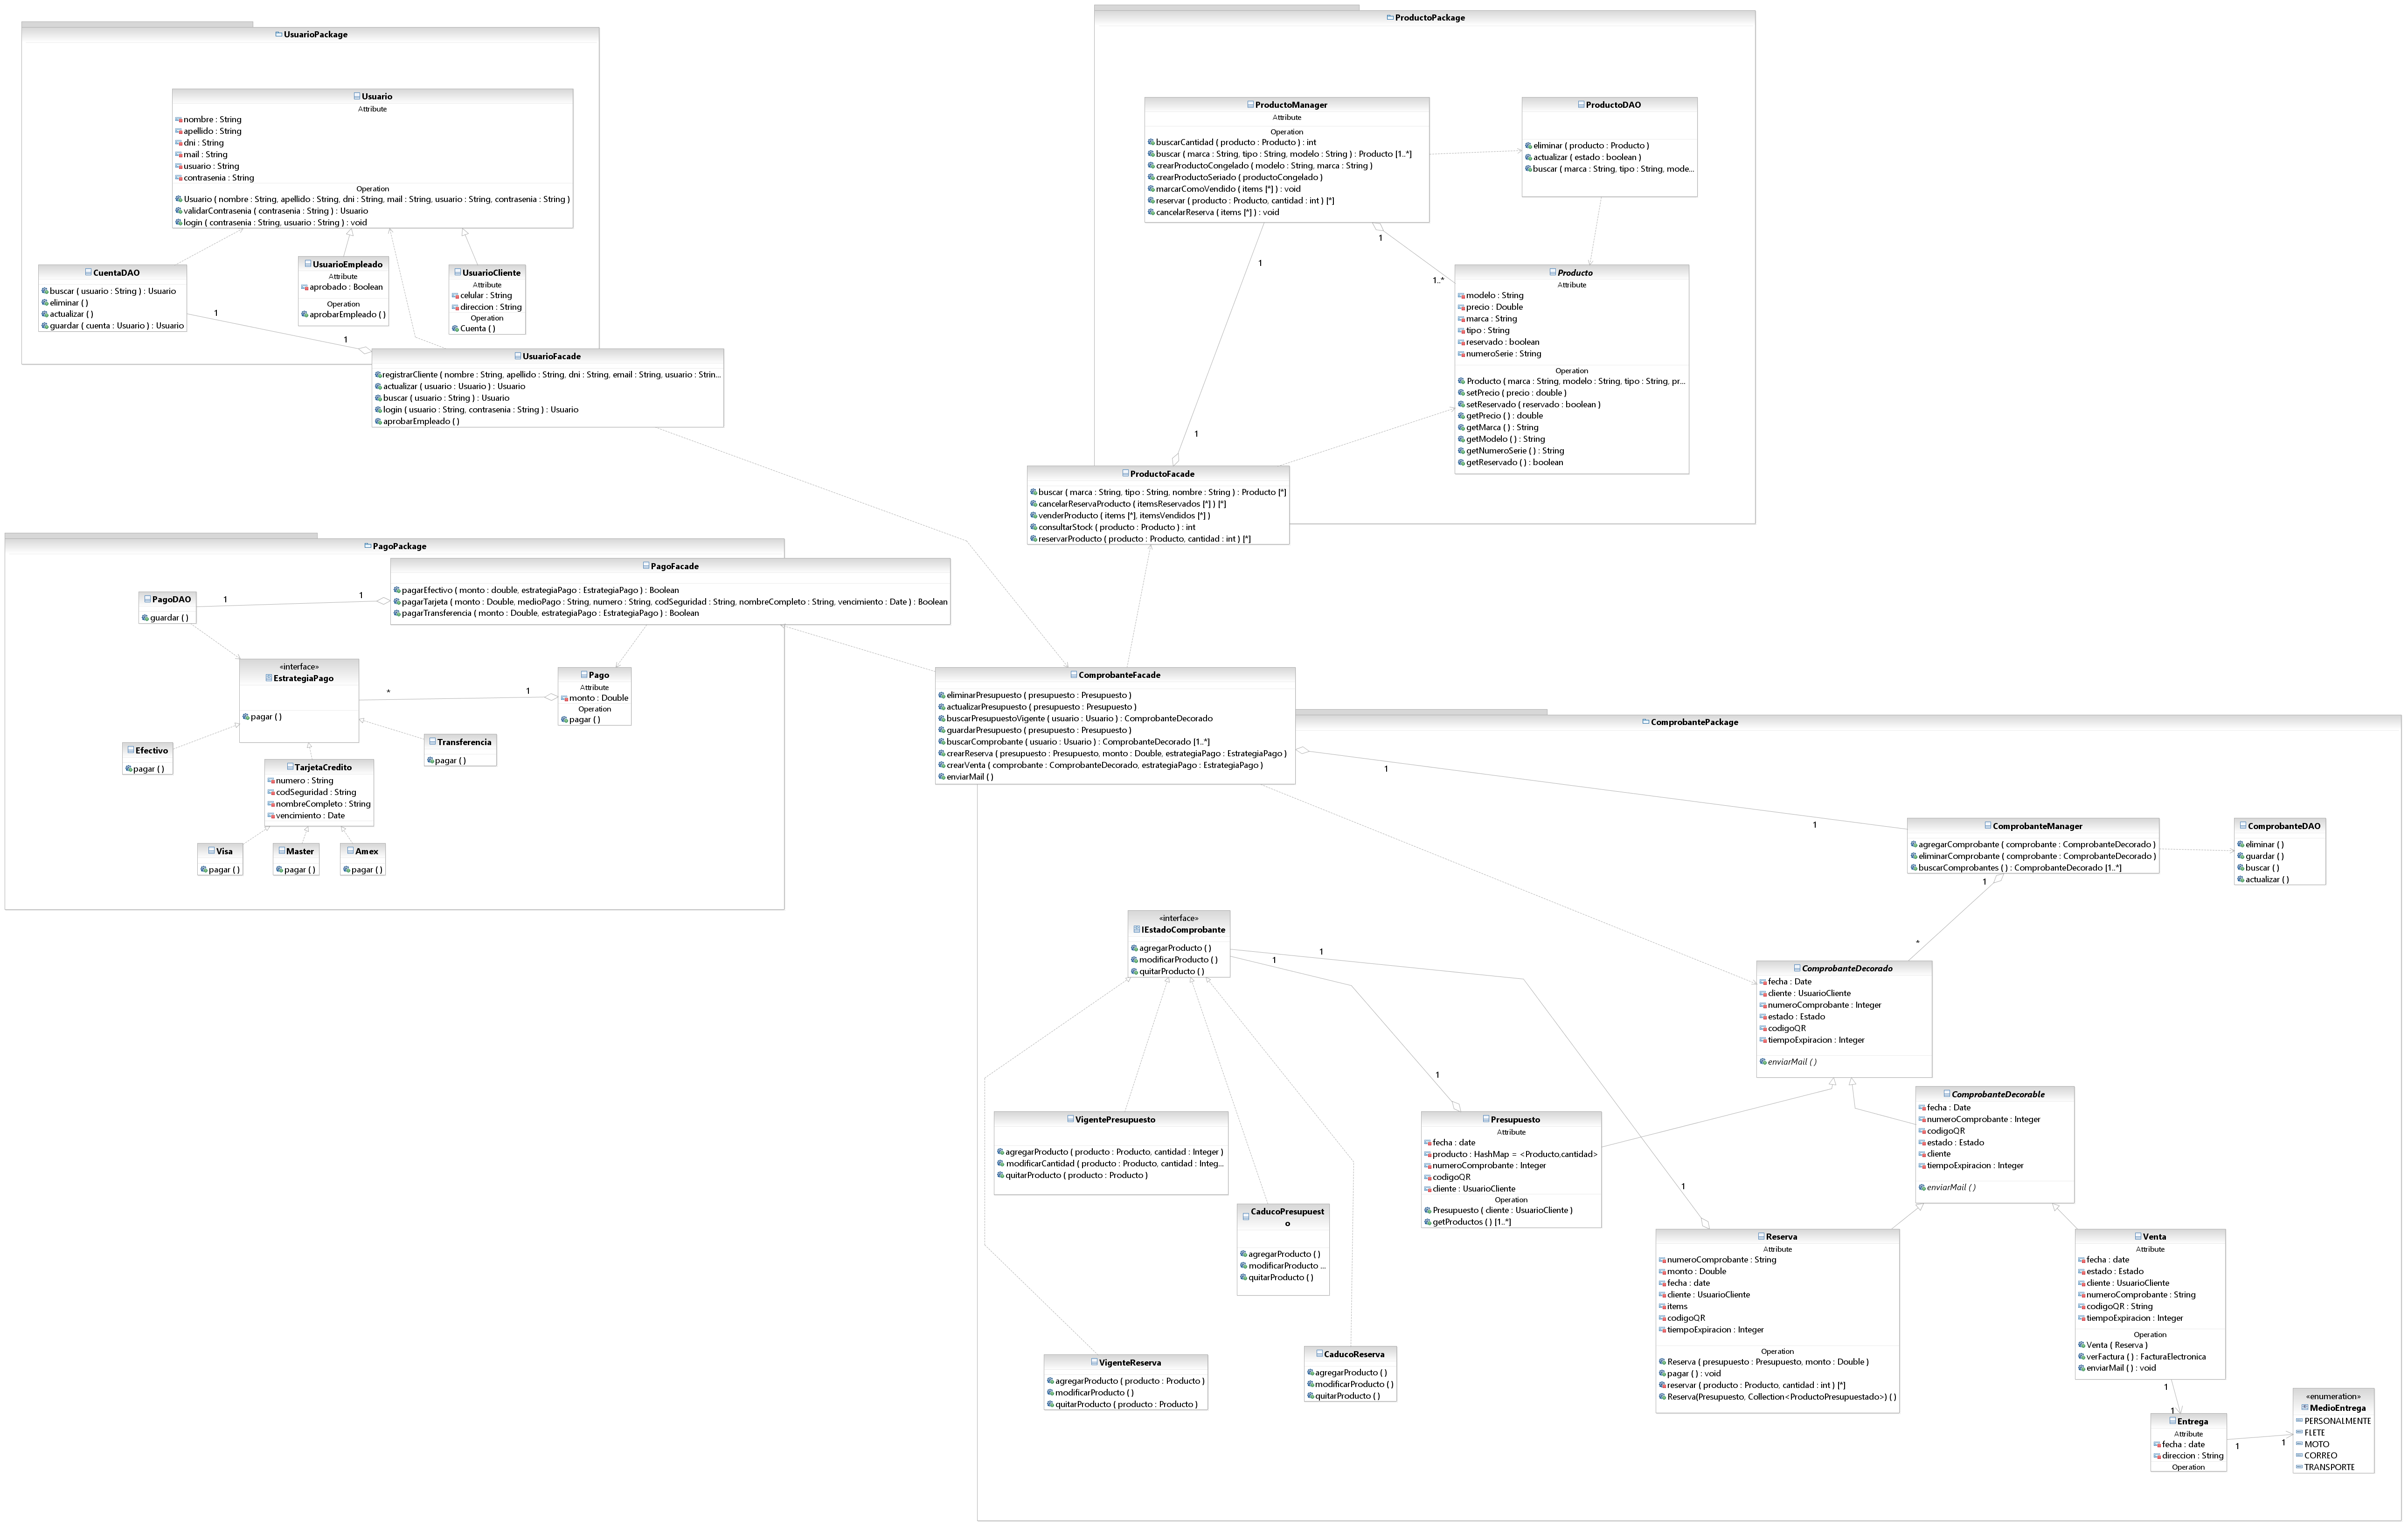 UsuarioPackage
Usuario
Attribute
nombre : String
apellido : String
dni : String
mail : String
usuario : String
contrasenia : String
Operation
Usuario ( nombre : String, apellido : String, dni : String, mail : String, usuario : String, contrasenia : String )
validarContrasenia ( contrasenia : String ) : Usuario
login ( contrasenia : String, usuario : String ) : void
CuentaDAO
buscar ( usuario : String ) : Usuario
eliminar ( )
actualizar ( )
guardar ( cuenta : Usuario ) : Usuario
UsuarioEmpleado
Attribute
aprobado : Boolean
Operation
aprobarEmpleado ( )
UsuarioCliente
Attribute
celular : String
direccion : String
Operation
Cuenta ( )
1
1
UsuarioFacade
registrarCliente ( nombre : String, apellido : String, dni : String, email : String, usuario : Strin...
actualizar ( usuario : Usuario ) : Usuario
buscar ( usuario : String ) : Usuario
login ( usuario : String, contrasenia : String ) : Usuario
aprobarEmpleado ( )
ProductoPackage
ProductoManager
Attribute
Operation
buscarCantidad ( producto : Producto ) : int
buscar ( marca : String, tipo : String, modelo : String ) : Producto [1..*]
crearProductoCongelado ( modelo : String, marca : String )
crearProductoSeriado ( productoCongelado )
marcarComoVendido ( items [*] ) : void
reservar ( producto : Producto, cantidad : int ) [*]
cancelarReserva ( items [*] ) : void
ProductoDAO
eliminar ( producto : Producto )
actualizar ( estado : boolean )
buscar ( marca : String, tipo : String, mode...
1
1..*
1
1
Producto
Attribute
modelo : String
precio : Double
marca : String
tipo : String
reservado : boolean
numeroSerie : String
Operation
Producto ( marca : String, modelo : String, tipo : String, pr...
setPrecio ( precio : double )
setReservado ( reservado : boolean )
getPrecio ( ) : double
getMarca ( ) : String
getModelo ( ) : String
getNumeroSerie ( ) : String
getReservado ( ) : boolean
ProductoFacade
buscar ( marca : String, tipo : String, nombre : String ) : Producto [*]
cancelarReservaProducto ( itemsReservados [*] ) [*]
venderProducto ( items [*], itemsVendidos [*] )
consultarStock ( producto : Producto ) : int
reservarProducto ( producto : Producto, cantidad : int ) [*]
PagoPackage
PagoFacade
pagarEfectivo ( monto : double, estrategiaPago : EstrategiaPago ) : Boolean
pagarTarjeta ( monto : Double, medioPago : String, numero : String, codSeguridad : String, nombreCompleto : String, vencimiento : Date ) : Boolean
pagarTransferencia ( monto : Double, estrategiaPago : EstrategiaPago ) : Boolean
PagoDAO
guardar ( )
1
1
«interface»
EstrategiaPago
pagar ( )
*
1
Pago
Attribute
monto : Double
Operation
pagar ( )
Efectivo
pagar ( )
Transferencia
pagar ( )
TarjetaCredito
numero : String
codSeguridad : String
nombreCompleto : String
vencimiento : Date
Visa
pagar ( )
Master
pagar ( )
Amex
pagar ( )
ComprobanteFacade
eliminarPresupuesto ( presupuesto : Presupuesto )
actualizarPresupuesto ( presupuesto : Presupuesto )
buscarPresupuestoVigente ( usuario : Usuario ) : ComprobanteDecorado
guardarPresupuesto ( presupuesto : Presupuesto )
buscarComprobante ( usuario : Usuario ) : ComprobanteDecorado [1..*]
crearReserva ( presupuesto : Presupuesto, monto : Double, estrategiaPago : EstrategiaPago )
crearVenta ( comprobante : ComprobanteDecorado, estrategiaPago : EstrategiaPago )
enviarMail ( )
ComprobantePackage
1
1
ComprobanteManager
agregarComprobante ( comprobante : ComprobanteDecorado )
eliminarComprobante ( comprobante : ComprobanteDecorado )
buscarComprobantes ( ) : ComprobanteDecorado [1..*]
ComprobanteDAO
eliminar ( )
guardar ( )
buscar ( )
actualizar ( )
1
*
«interface»
IEstadoComprobante
agregarProducto ( )
modificarProducto ( )
quitarProducto ( )
1
1
1
1
ComprobanteDecorado
fecha : Date
cliente : UsuarioCliente
numeroComprobante : Integer
estado : Estado
codigoQR
tiempoExpiracion : Integer
enviarMail ( )
ComprobanteDecorable
fecha : Date
numeroComprobante : Integer
codigoQR
estado : Estado
cliente
tiempoExpiracion : Integer
enviarMail ( )
VigentePresupuesto
agregarProducto ( producto : Producto, cantidad : Integer )
modificarCantidad ( producto : Producto, cantidad : Integ...
quitarProducto ( producto : Producto )
Presupuesto
Attribute
fecha : date
producto : HashMap = <Producto,cantidad>
numeroComprobante : Integer
codigoQR
cliente : UsuarioCliente
Operation
Presupuesto ( cliente : UsuarioCliente )
getProductos ( ) [1..*]
CaducoPresupuest
o
agregarProducto ( )
modificarProducto ...
quitarProducto ( )
Reserva
Attribute
numeroComprobante : String
monto : Double
fecha : date
cliente : UsuarioCliente
items
codigoQR
tiempoExpiracion : Integer
Operation
Reserva ( presupuesto : Presupuesto, monto : Double )
pagar ( ) : void
reservar ( producto : Producto, cantidad : int ) [*]
Reserva(Presupuesto, Collection<ProductoPresupuestado>) ( )
Venta
Attribute
fecha : date
estado : Estado
cliente : UsuarioCliente
numeroComprobante : String
codigoQR : String
tiempoExpiracion : Integer
Operation
Venta ( Reserva )
verFactura ( ) : FacturaElectronica
enviarMail ( ) : void
VigenteReserva
agregarProducto ( producto : Producto )
modificarProducto ( )
quitarProducto ( producto : Producto )
CaducoReserva
agregarProducto ( )
modificarProducto ( )
quitarProducto ( )
1
1
Entrega
Attribute
fecha : date
direccion : String
Operation
1
1
«enumeration»
MedioEntrega
PERSONALMENTE
FLETE
MOTO
CORREO
TRANSPORTE